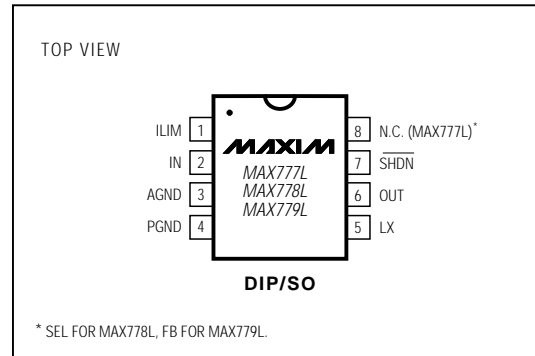 TOP VIEW
ILIM 1
IN 2
AGND 3
PGND 4
MAXIM
MAX777L
MAX778L
MAX779L
8 N.C. (MAX777L)*
7 SHDN
6 OUT
5 LX
DIP/SO
* SEL FOR MAX778L, FB FOR MAX779L.